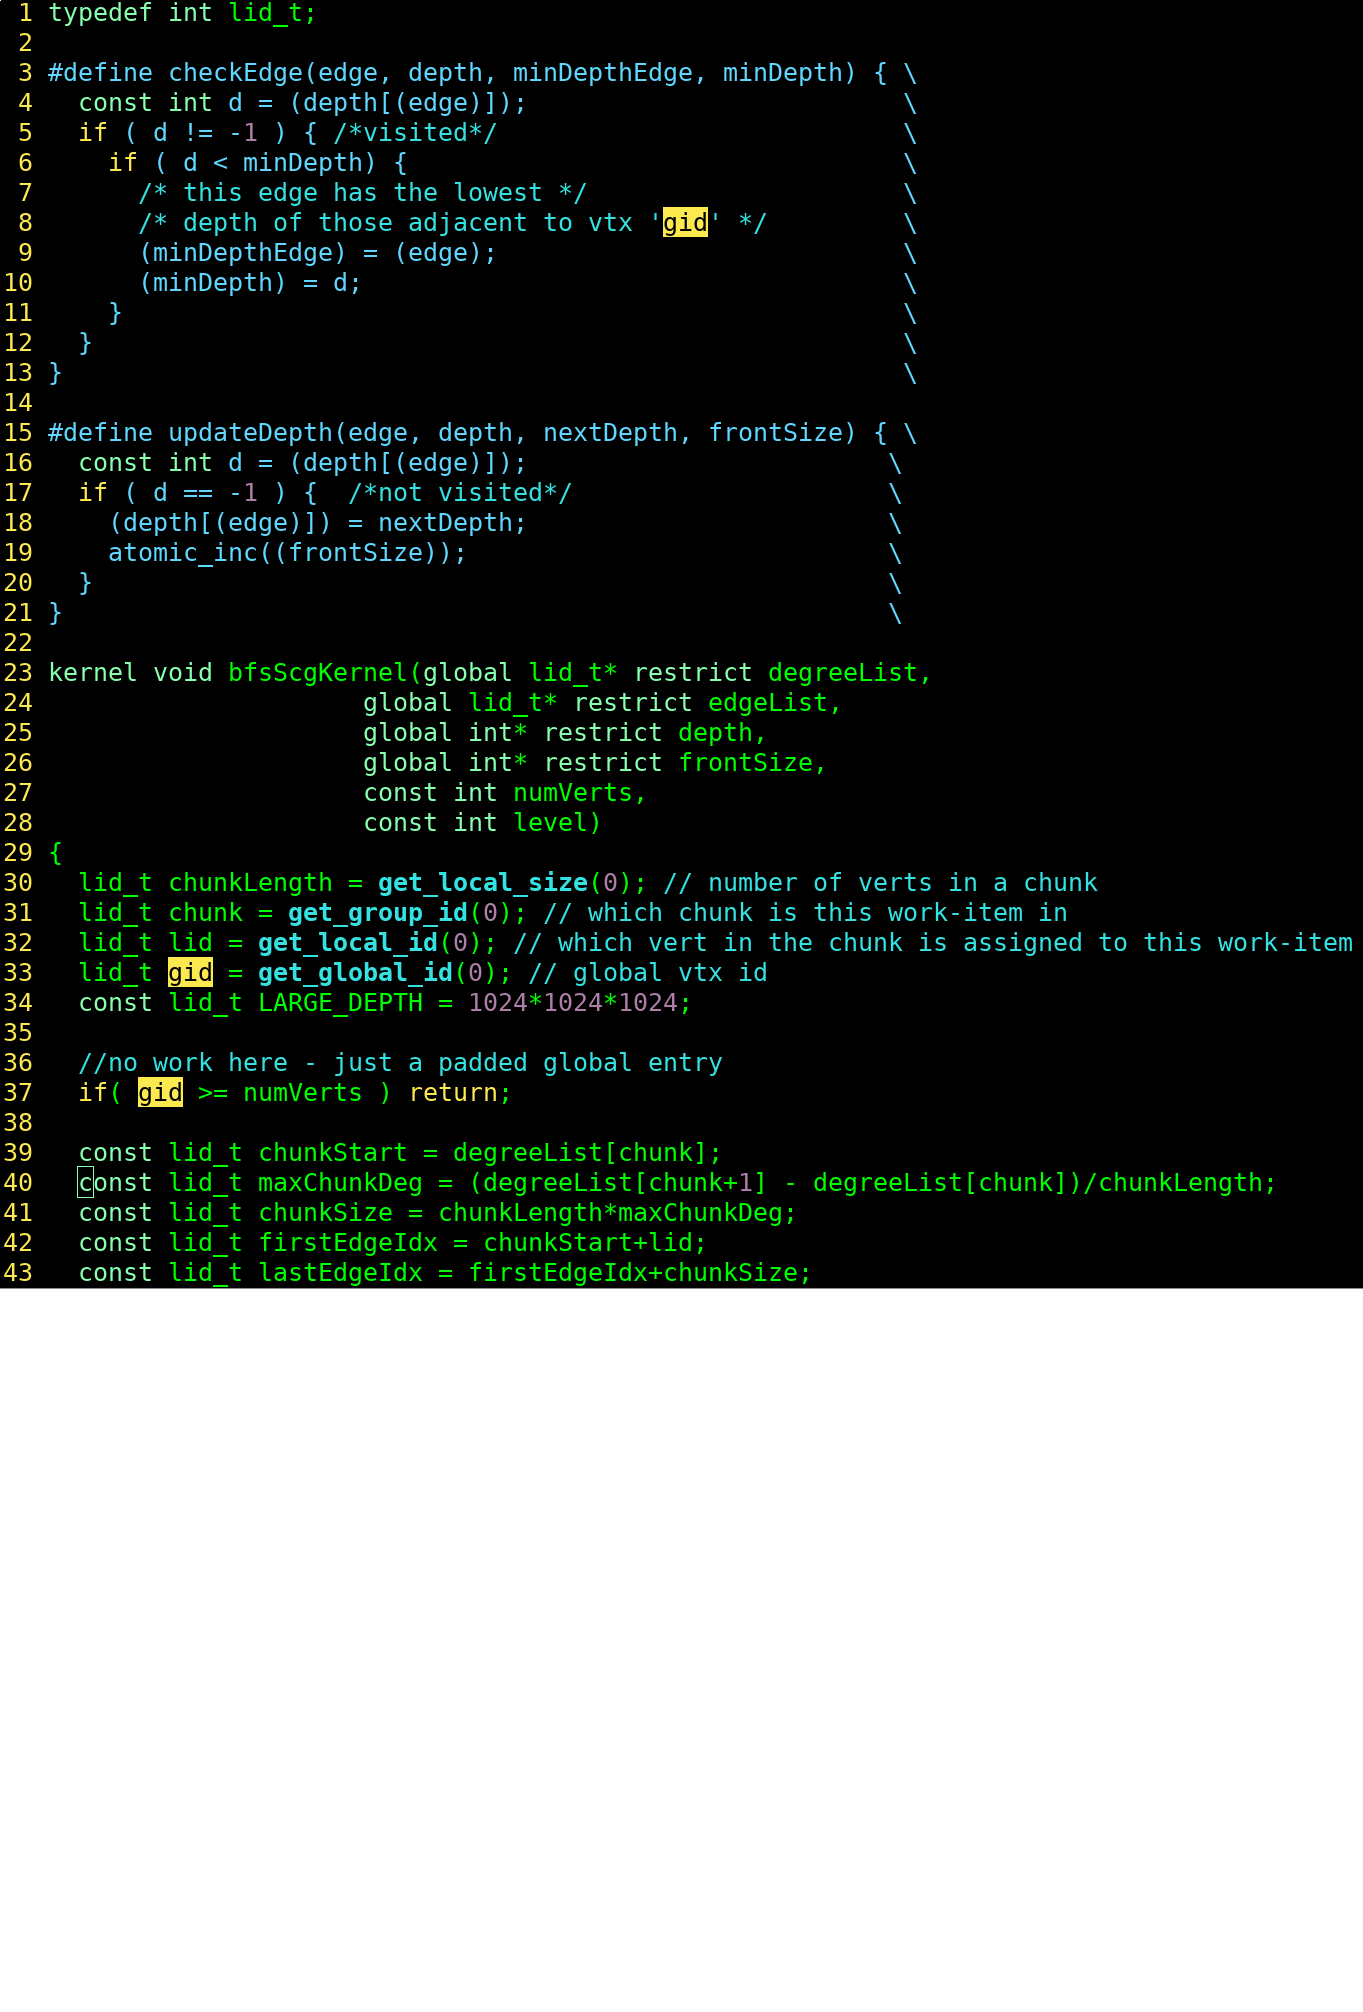 1 typedef int lid_t;
2
3 #define checkEdge(edge, depth, minDepthEdge, minDepth) { \
4   const int d = (depth[(edge)]);                         \
5   if ( d != -1 ) { /*visited*/                           \
6     if ( d < minDepth) {                                 \
7       /* this edge has the lowest */                     \
8       /* depth of those adjacent to vtx 'gid' */         \
9       (minDepthEdge) = (edge);                           \
10       (minDepth) = d;                                    \
11     }                                                    \
12   }                                                      \
13 }                                                        \
14
15 #define updateDepth(edge, depth, nextDepth, frontSize) { \
16   const int d = (depth[(edge)]);                        \
17   if ( d == -1 ) {  /*not visited*/                     \
18     (depth[(edge)]) = nextDepth;                        \
19     atomic_inc((frontSize));                            \
20   }                                                     \
21 }                                                       \
22
23 kernel void bfsScgKernel(global lid_t* restrict degreeList,
24                      global lid_t* restrict edgeList,
25                      global int* restrict depth,
26                      global int* restrict frontSize,
27                      const int numVerts,
28                      const int level)
29 {
30   lid_t chunkLength = get_local_size(0); // number of verts in a chunk
31   lid_t chunk = get_group_id(0); // which chunk is this work-item in
32   lid_t lid = get_local_id(0); // which vert in the chunk is assigned to this work-item
33   lid_t gid = get_global_id(0); // global vtx id
34   const lid_t LARGE_DEPTH = 1024*1024*1024;
35
36   //no work here - just a padded global entry
37   if( gid >= numVerts ) return;
38
39   const lid_t chunkStart = degreeList[chunk];
40   const lid_t maxChunkDeg = (degreeList[chunk+1] - degreeList[chunk])/chunkLength;
41   const lid_t chunkSize = chunkLength*maxChunkDeg;
42   const lid_t firstEdgeIdx = chunkStart+lid;
43   const lid_t lastEdgeIdx = firstEdgeIdx+chunkSize;